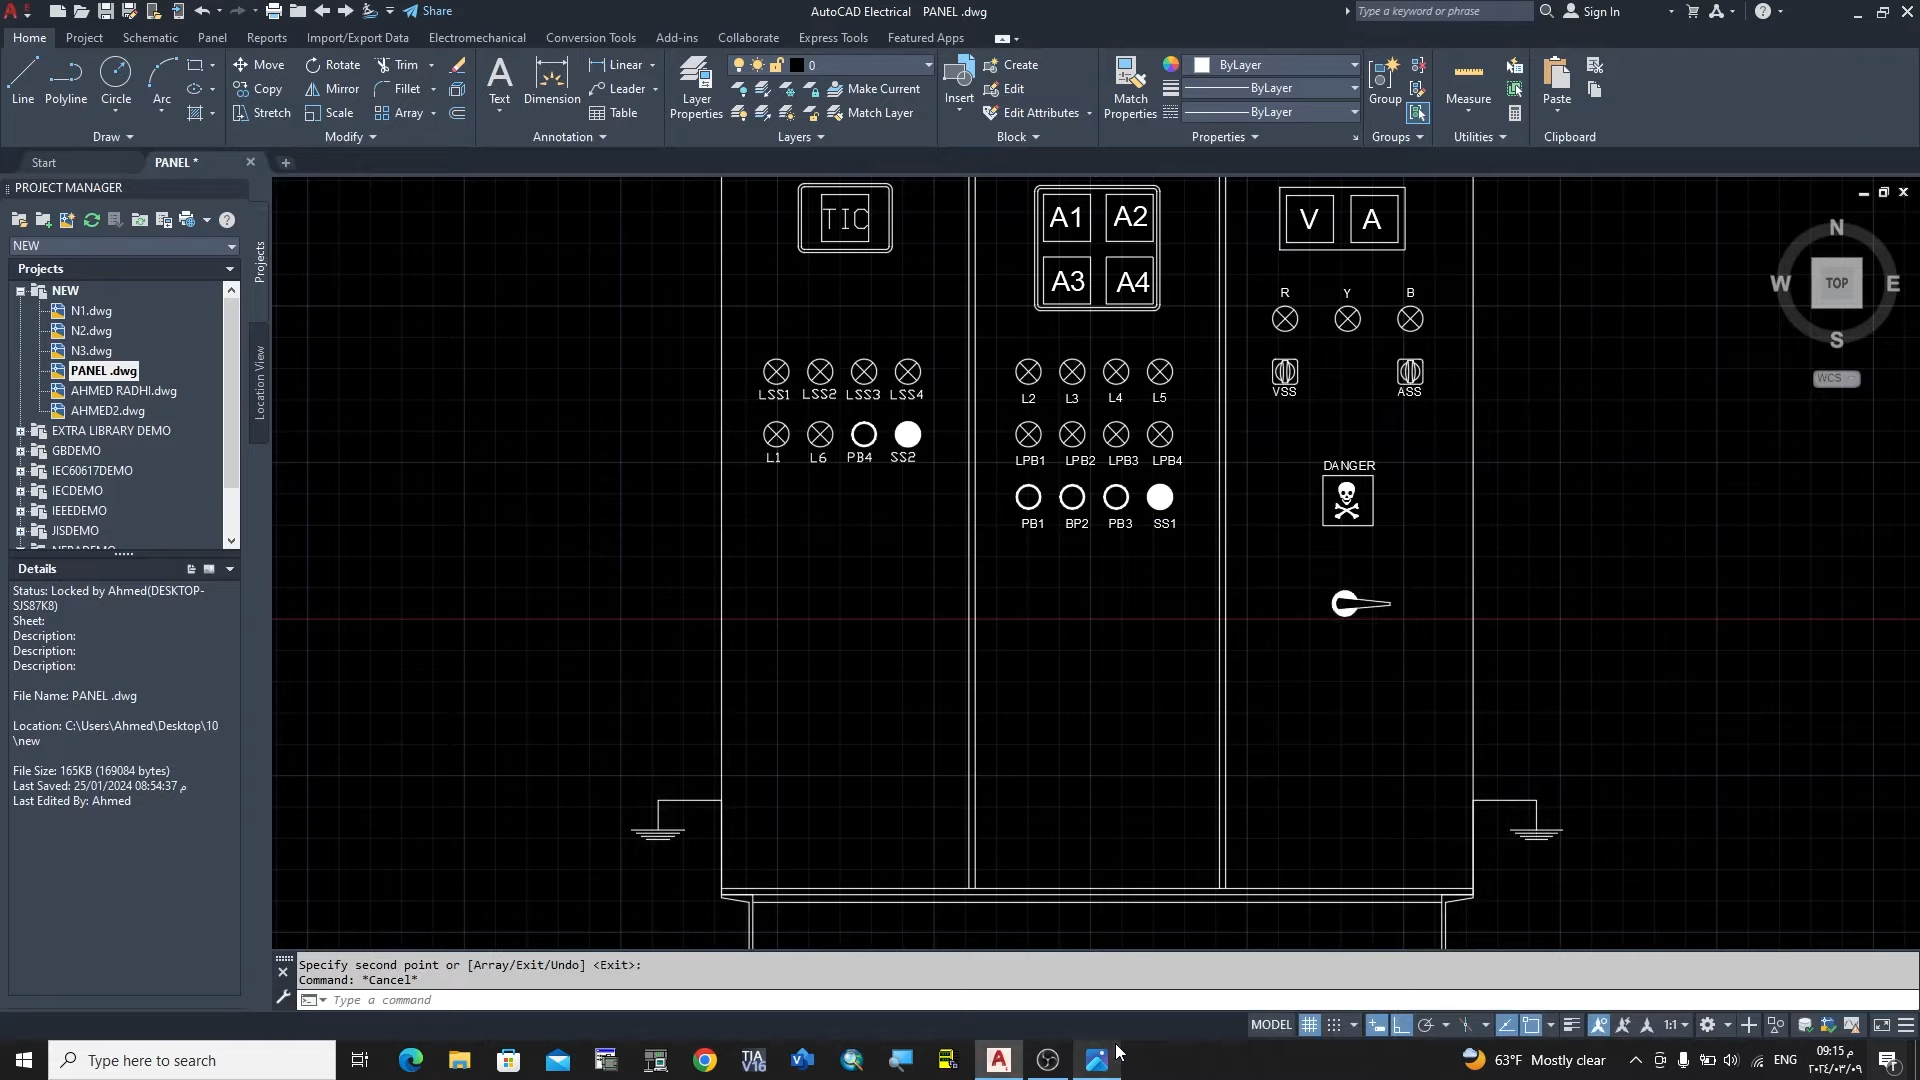 Share
AutoCAD Electrical PANEL .dwg
Type a keyword or phrase
Sign In
Home Project Schematic Panel Reports Import/Export Data Electromechanical Conversion Tools Add-ins Collaborate Express Tools Featured Apps
Line Polyline Circle Arc
Move Rotate Trim
Copy Mirror Fillet
Stretch Scale Array
Text Dimension
Linear
Leader
Table
Layer Properties
0
Make Current
Match Layer
Insert
Create
Edit
Edit Attributes
Match Properties
ByLayer
ByLayer
ByLayer
Group
Measure
Paste
Draw Modify Annotation Layers Block Properties Groups Utilities Clipboard
Start PANEL *
PROJECT MANAGER
NEW
Projects
NEW
N1.dwg
N2.dwg
N3.dwg
PANEL .dwg
AHMED RADHI.dwg
AHMED2.dwg
EXTRA LIBRARY DEMO
GBDEMO
IEC60617DEMO
IECDEMO
IEEEDEMO
JISDEMO
Projects
Location View
Details
Status: Locked by Ahmed(DESKTOP-
SJS87K8)
Sheet:
Description:
Description:
Description:
File Name: PANEL .dwg
Location: C:\Users\Ahmed\Desktop\10
\new
File Size: 165KB (169084 bytes)
Last Saved: 25/01/2024 08:54:37 م
Last Edited By: Ahmed
TIC
A1 A2
A3 A4
V A
R Y B
LSS1 LSS2 LSS3 LSS4
L2 L3 L4 L5
VSS ASS
L1 L6 PB4 SS2
LPB1 LPB2 LPB3 LPB4
DANGER
PB1 BP2 PB3 SS1
N
W TOP E
S
WCS
Specify second point or [Array/Exit/Undo] <Exit>:
Command: *Cancel*
Type a command
MODEL
1:1
Type here to search
TIA
V16
63°F Mostly clear
ENG
09:15 م
٢٠٢٤/٠٣/٠٩